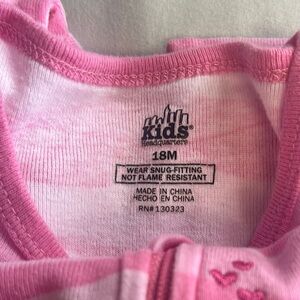 Kids
Headquarters
18M
WEAR SNUG-FITTING
NOT FLAME RESISTANT
MADE IN CHINA
HECHO EN CHINA
RN# 130323